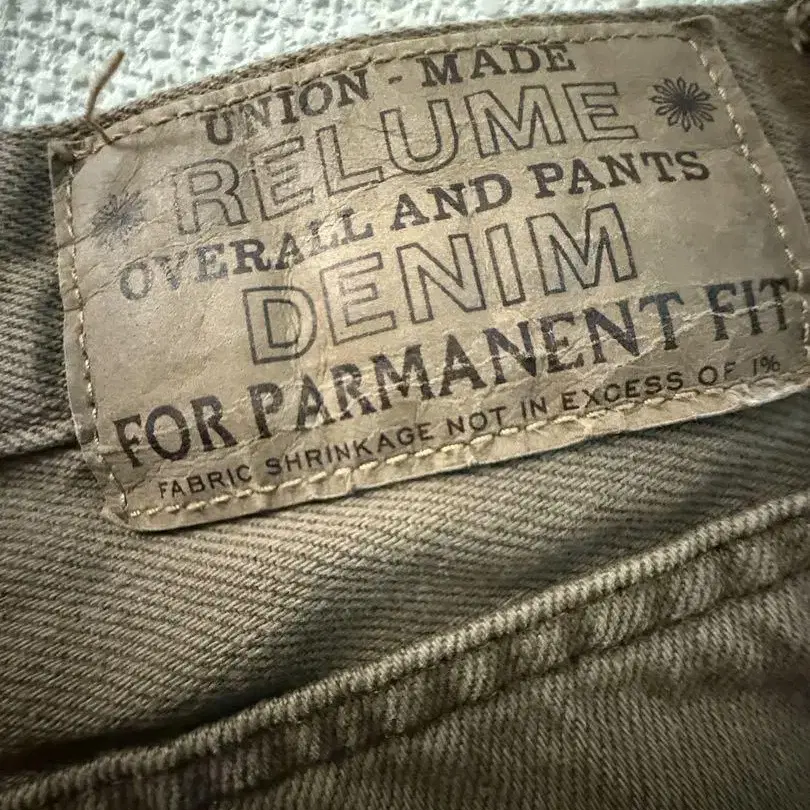 UNION-MADE
RELUME
OVERALL AND PANTS
DENIM
FOR PARMANENT FIT
FABRIC SHRINKAGE NOT IN EXCESS OF 1%